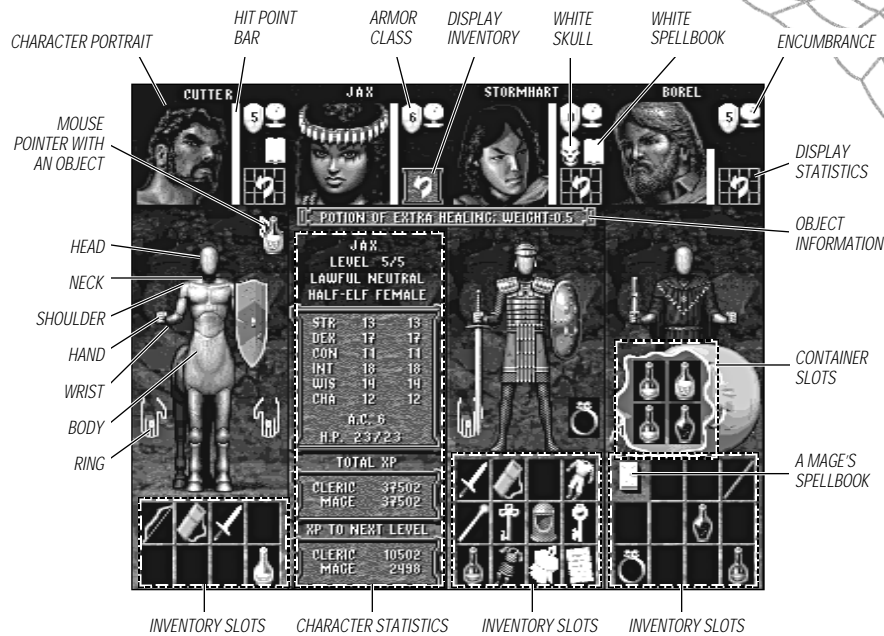 HIT POINT
BAR
ARMOR
CLASS
DISPLAY
INVENTORY
WHITE
SKULL
WHITE
SPELLBOOK
CHARACTER PORTRAIT
ENCUMBRANCE
CUTTER
JAX
STORMHART
BOREL
5
6
0
5
MOUSE
POINTER WITH
AN OBJECT
DISPLAY
STATISTICS
POTION OF EXTRA HEALING; WEIGHT=0.5
OBJECT
INFORMATION
HEAD
NECK
SHOULDER
HAND
WRIST
BODY
RING
JAX
LEVEL 5/5
LAWFUL NEUTRAL
HALF-ELF FEMALE
STR 13 13
DEX 17 17
CON 11 11
INT 18 18
WIS 14 14
CHA 12 12
A.C. 6
H.P. 23/23
TOTAL XP
CLERIC 37502
MAGE 37502
XP TO NEXT LEVEL
CLERIC 10502
MAGE 2498
CONTAINER
SLOTS
A MAGE'S
SPELLBOOK
INVENTORY SLOTS
CHARACTER STATISTICS
INVENTORY SLOTS
INVENTORY SLOTS